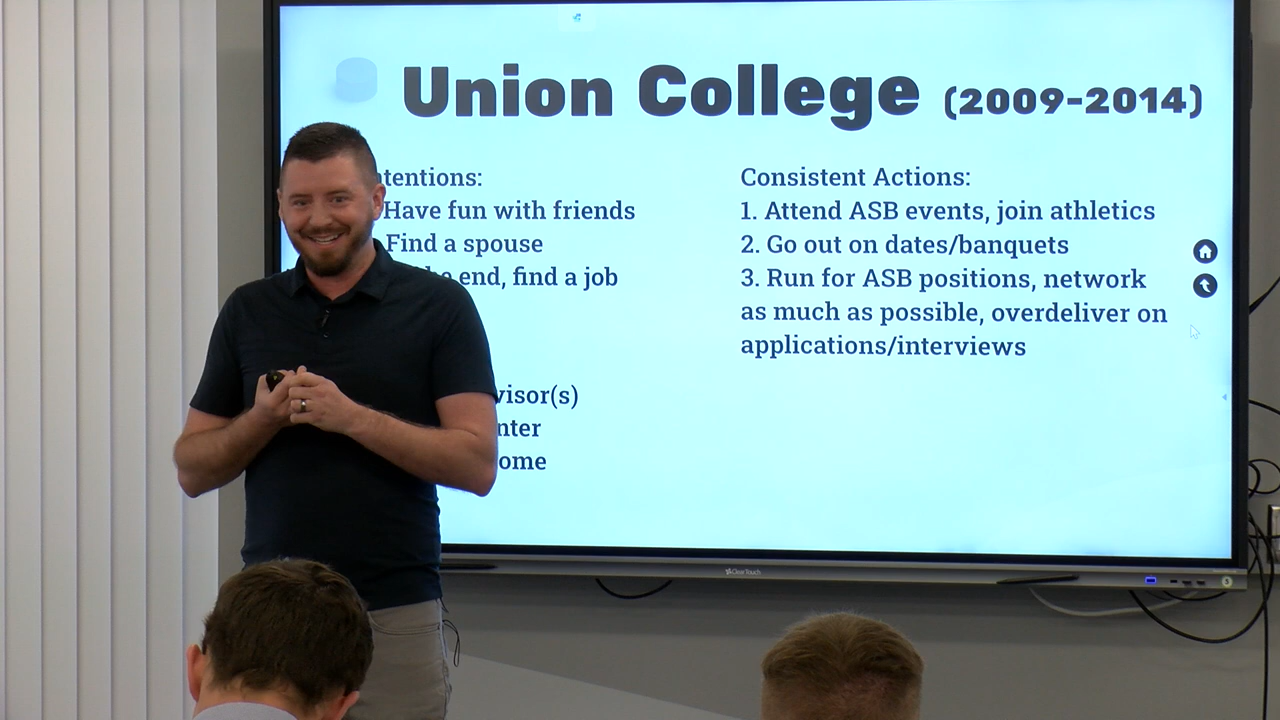 Union College (2009-2014)
ntentions:
Have fun with friends
Find a spouse
end, find a job
visor(s)
nter
ome
Consistent Actions:
1. Attend ASB events, join athletics
2. Go out on dates/banquets
3. Run for ASB positions, network
as much as possible, overdeliver on
applications/interviews
ClearTouch